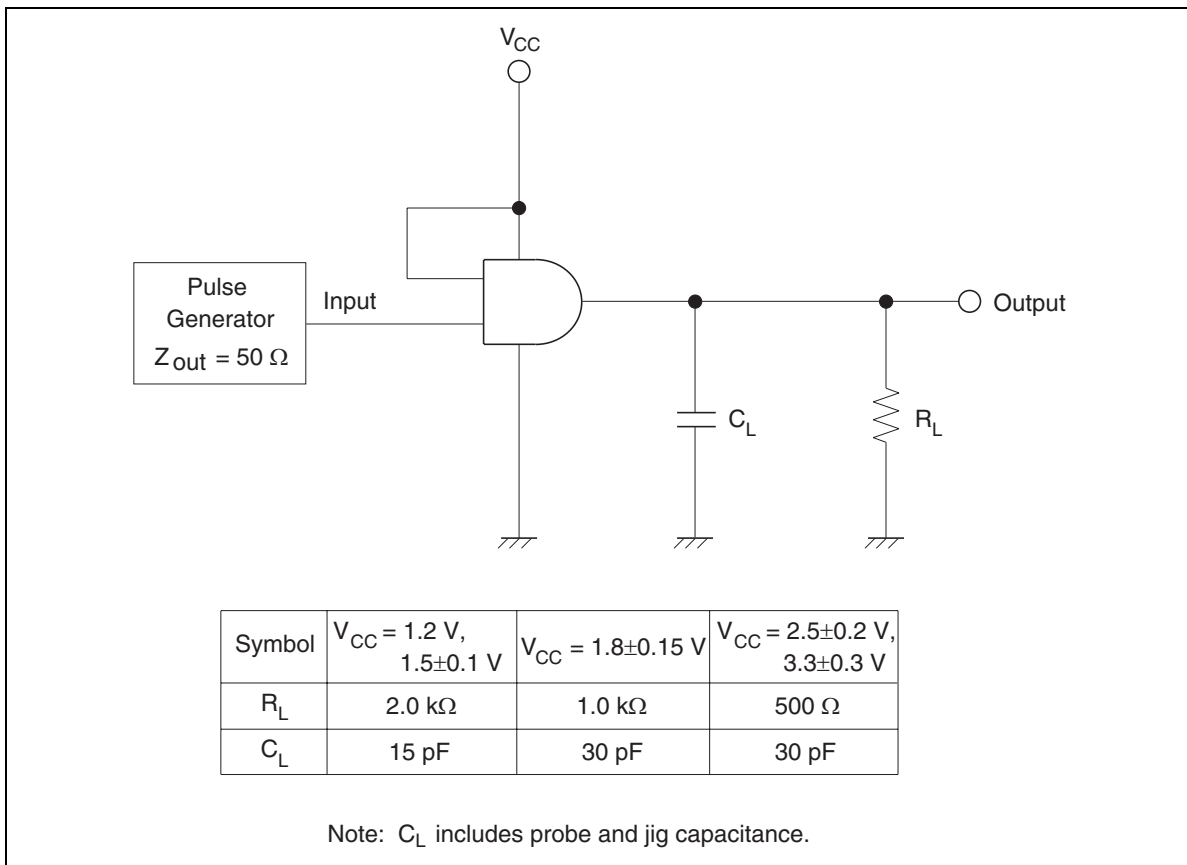 VCC
Pulse
Generator
Zout = 50 Ω
Input
Output
CL
RL
Symbol
VCC = 1.2 V,
1.5±0.1 V
VCC = 1.8±0.15 V
VCC = 2.5±0.2 V,
3.3±0.3 V
RL
2.0 kΩ
1.0 kΩ
500 Ω
CL
15 pF
30 pF
30 pF
Note: CL includes probe and jig capacitance.